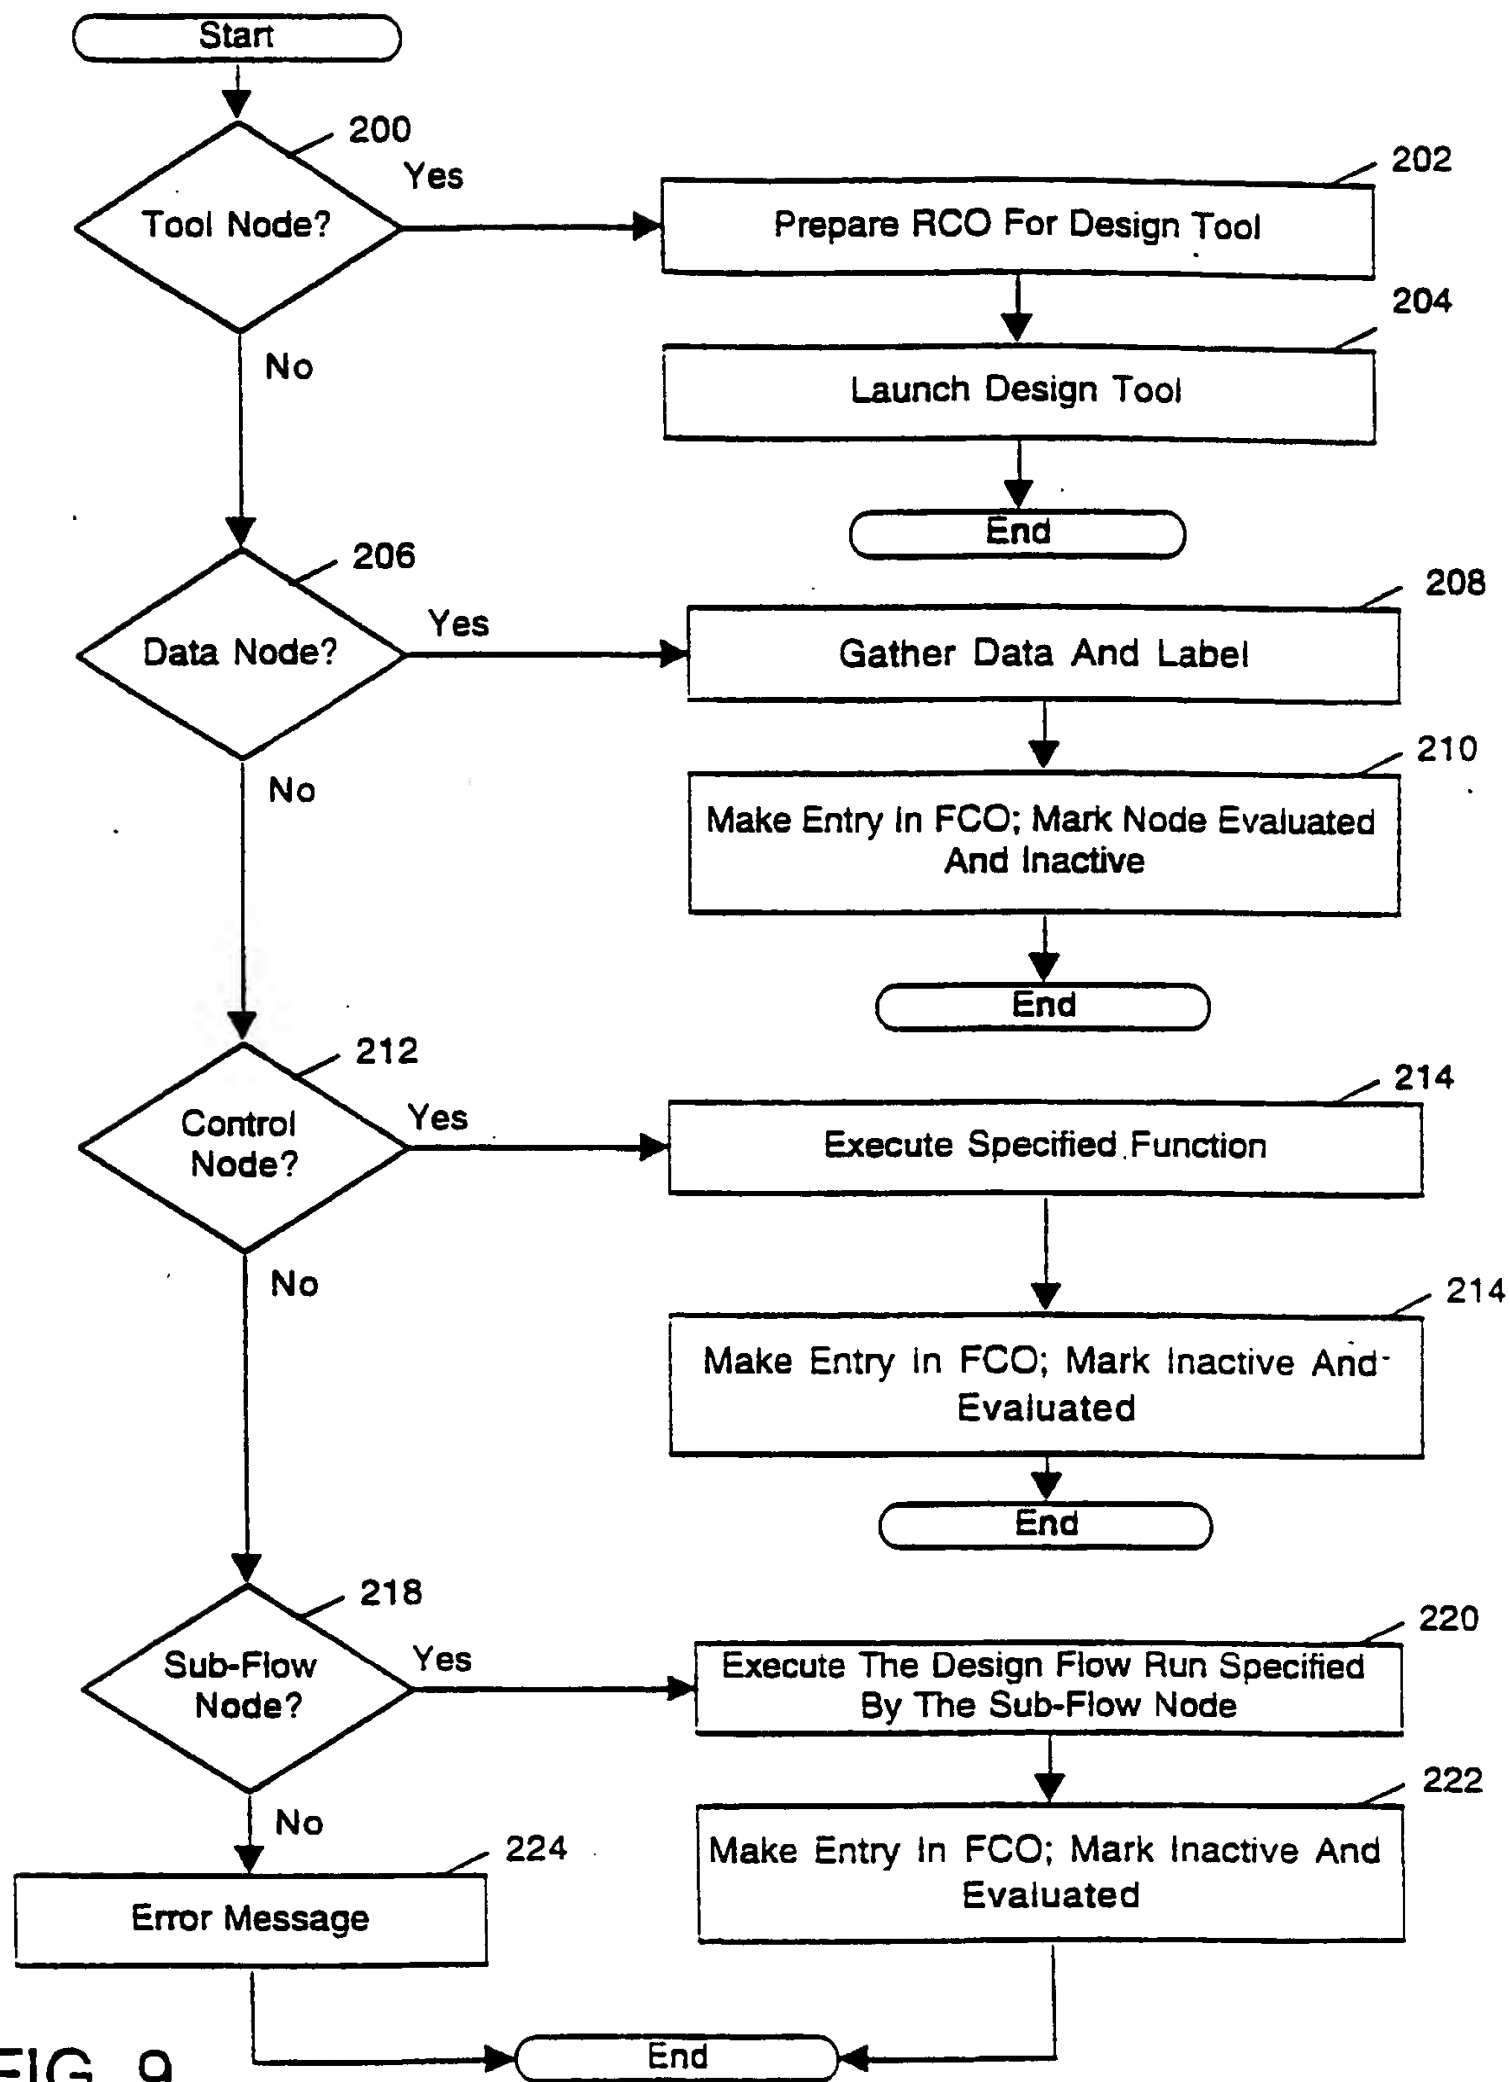 Start
200
Yes
202
Tool Node?
Prepare RCO For Design Tool
204
No
Launch Design Tool
End
206
208
Yes
Data Node?
Gather Data And Label
210
No
Make Entry In FCO; Mark Node Evaluated
And Inactive
End
212
214
Yes
Control
Node?
Execute Specified Function
No
214
Make Entry In FCO; Mark Inactive And
Evaluated
End
218
220
Yes
Sub-Flow
Node?
Execute The Design Flow Run Specified
By The Sub-Flow Node
222
No
224
Make Entry In FCO; Mark Inactive And
Evaluated
Error Message
End
FIG. 9